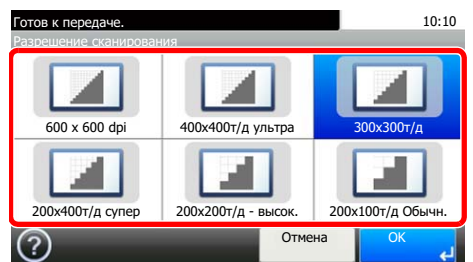 Готов к передаче. 10:10
Разрешение сканирования
600 x 600 dpi 400x400т/д ультра 300x300т/д
200x400т/д супер 200x200т/д - высок. 200x100т/д Обычн.
? Отмена OK